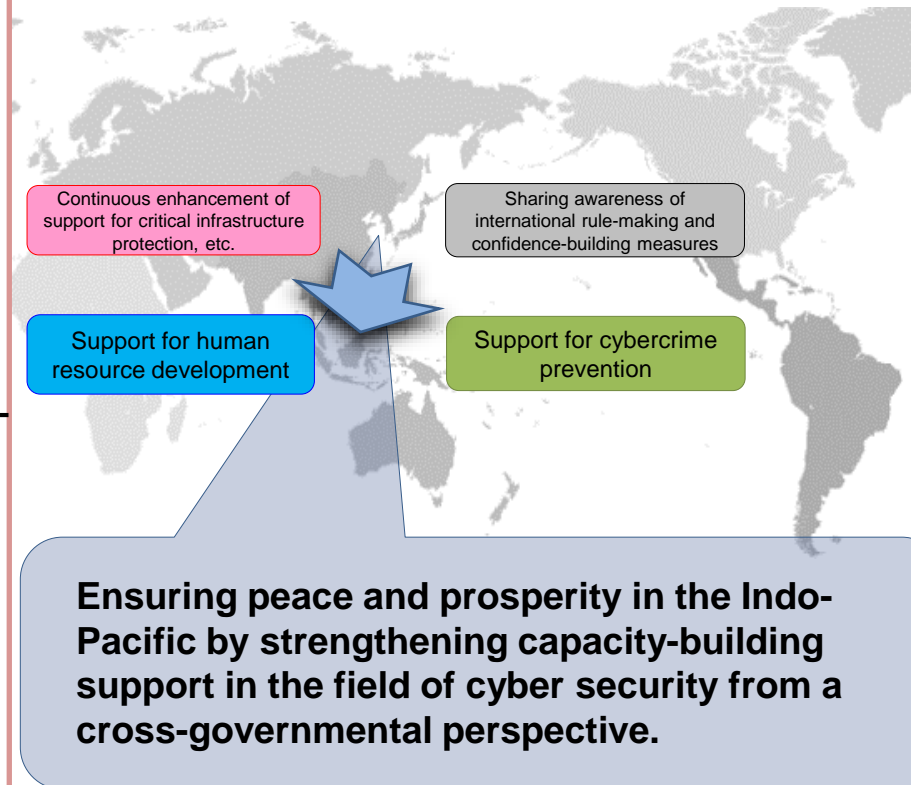 Continuous enhancement of
support for critical infrastructure
protection, etc.
Sharing awareness of
international rule-making and
confidence-building measures
Support for human
resource development
Support for cybercrime
prevention
Ensuring peace and prosperity in the Indo-
Pacific by strengthening capacity-building
support in the field of cyber security from a
cross-governmental perspective.